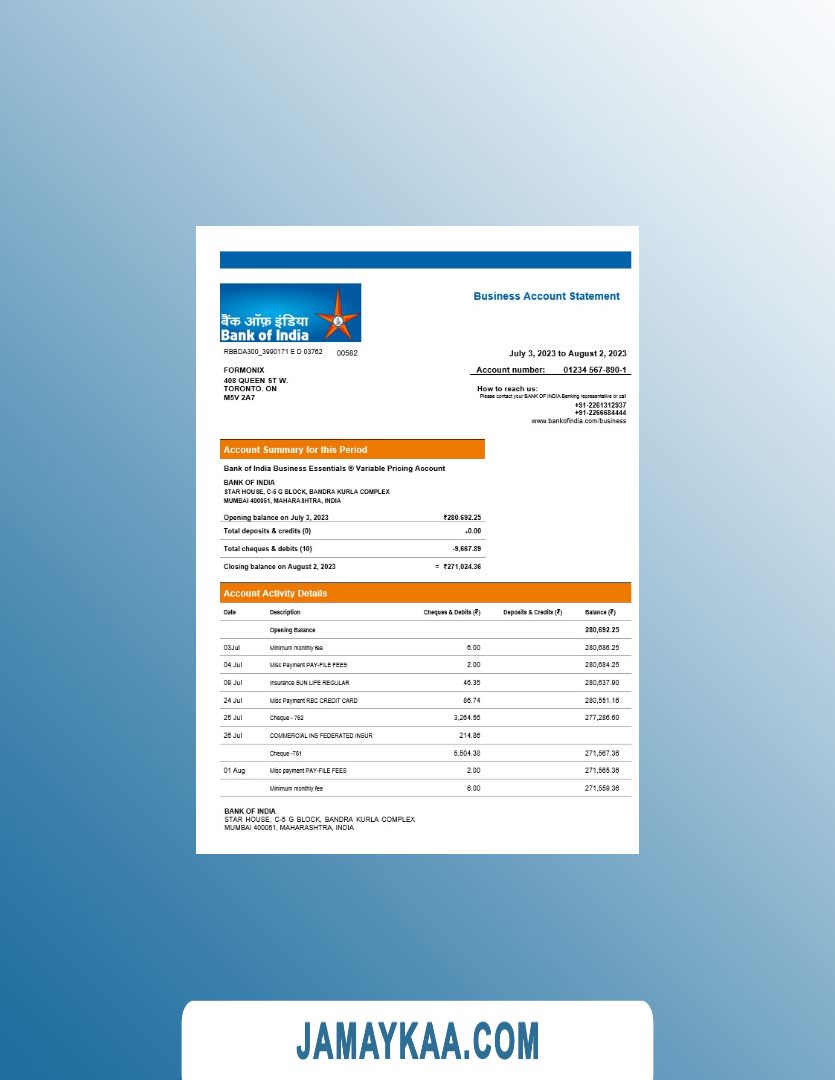 बैंक ऑफ़ इंडिया
Bank of India
Business Account Statement
RBBDA300_3990171 E D 03762 00582
July 3, 2023 to August 2, 2023
FORMONIX
408 QUEEN ST W.
TORONTO. ON
M5V 2A7
Account number: 01234 567-890-1
How to reach us:
Please contact your BANK OF INDIA Banking representative or call
+91-2261312937
+91-2266684444
www.bankofindia.com/business
Account Summary for this Period
Bank of India Business Essentials ® Variable Pricing Account
BANK OF INDIA
STAR HOUSE, C-5 G BLOCK, BANDRA KURLA COMPLEX
MUMBAI 400051, MAHARASHTRA, INDIA
Opening balance on July 3, 2023 ₹280.692.25
Total deposits & credits (0) -0.00
Total cheques & debits (10) -9,667.89
Closing balance on August 2, 2023 = ₹271,024.36
Account Activity Details
Date Description Cheques & Debits (₹) Deposits & Credits (₹) Balance (₹)
Opening Balance 280,692.25
03Jul Minimum monthly fee 6.00 280,686.25
04 Jul Misc Payment PAY-FILE FEES 2.00 280,684.25
09 Jul Insurance SUN LIFE REGULAR 46.35 280,637.90
24 Jul Misc Payment RBC CREDIT CARD 86.74 280,551.16
25 Jul Cheque - 762 3,264.56 277,286.60
26 Jul COMMERCIAL INS FEDERATED INSUR 214.86
Cheque -751 5,504.38 271,567.36
01 Aug Misc payment PAY-FILE FEES 2.00 271,565.36
Minimum monthly fee 6.00 271,559.36
BANK OF INDIA
STAR HOUSE, C-5 G BLOCK, BANDRA KURLA COMPLEX
MUMBAI 400051, MAHARASHTRA, INDIA
JAMAYKAA.COM